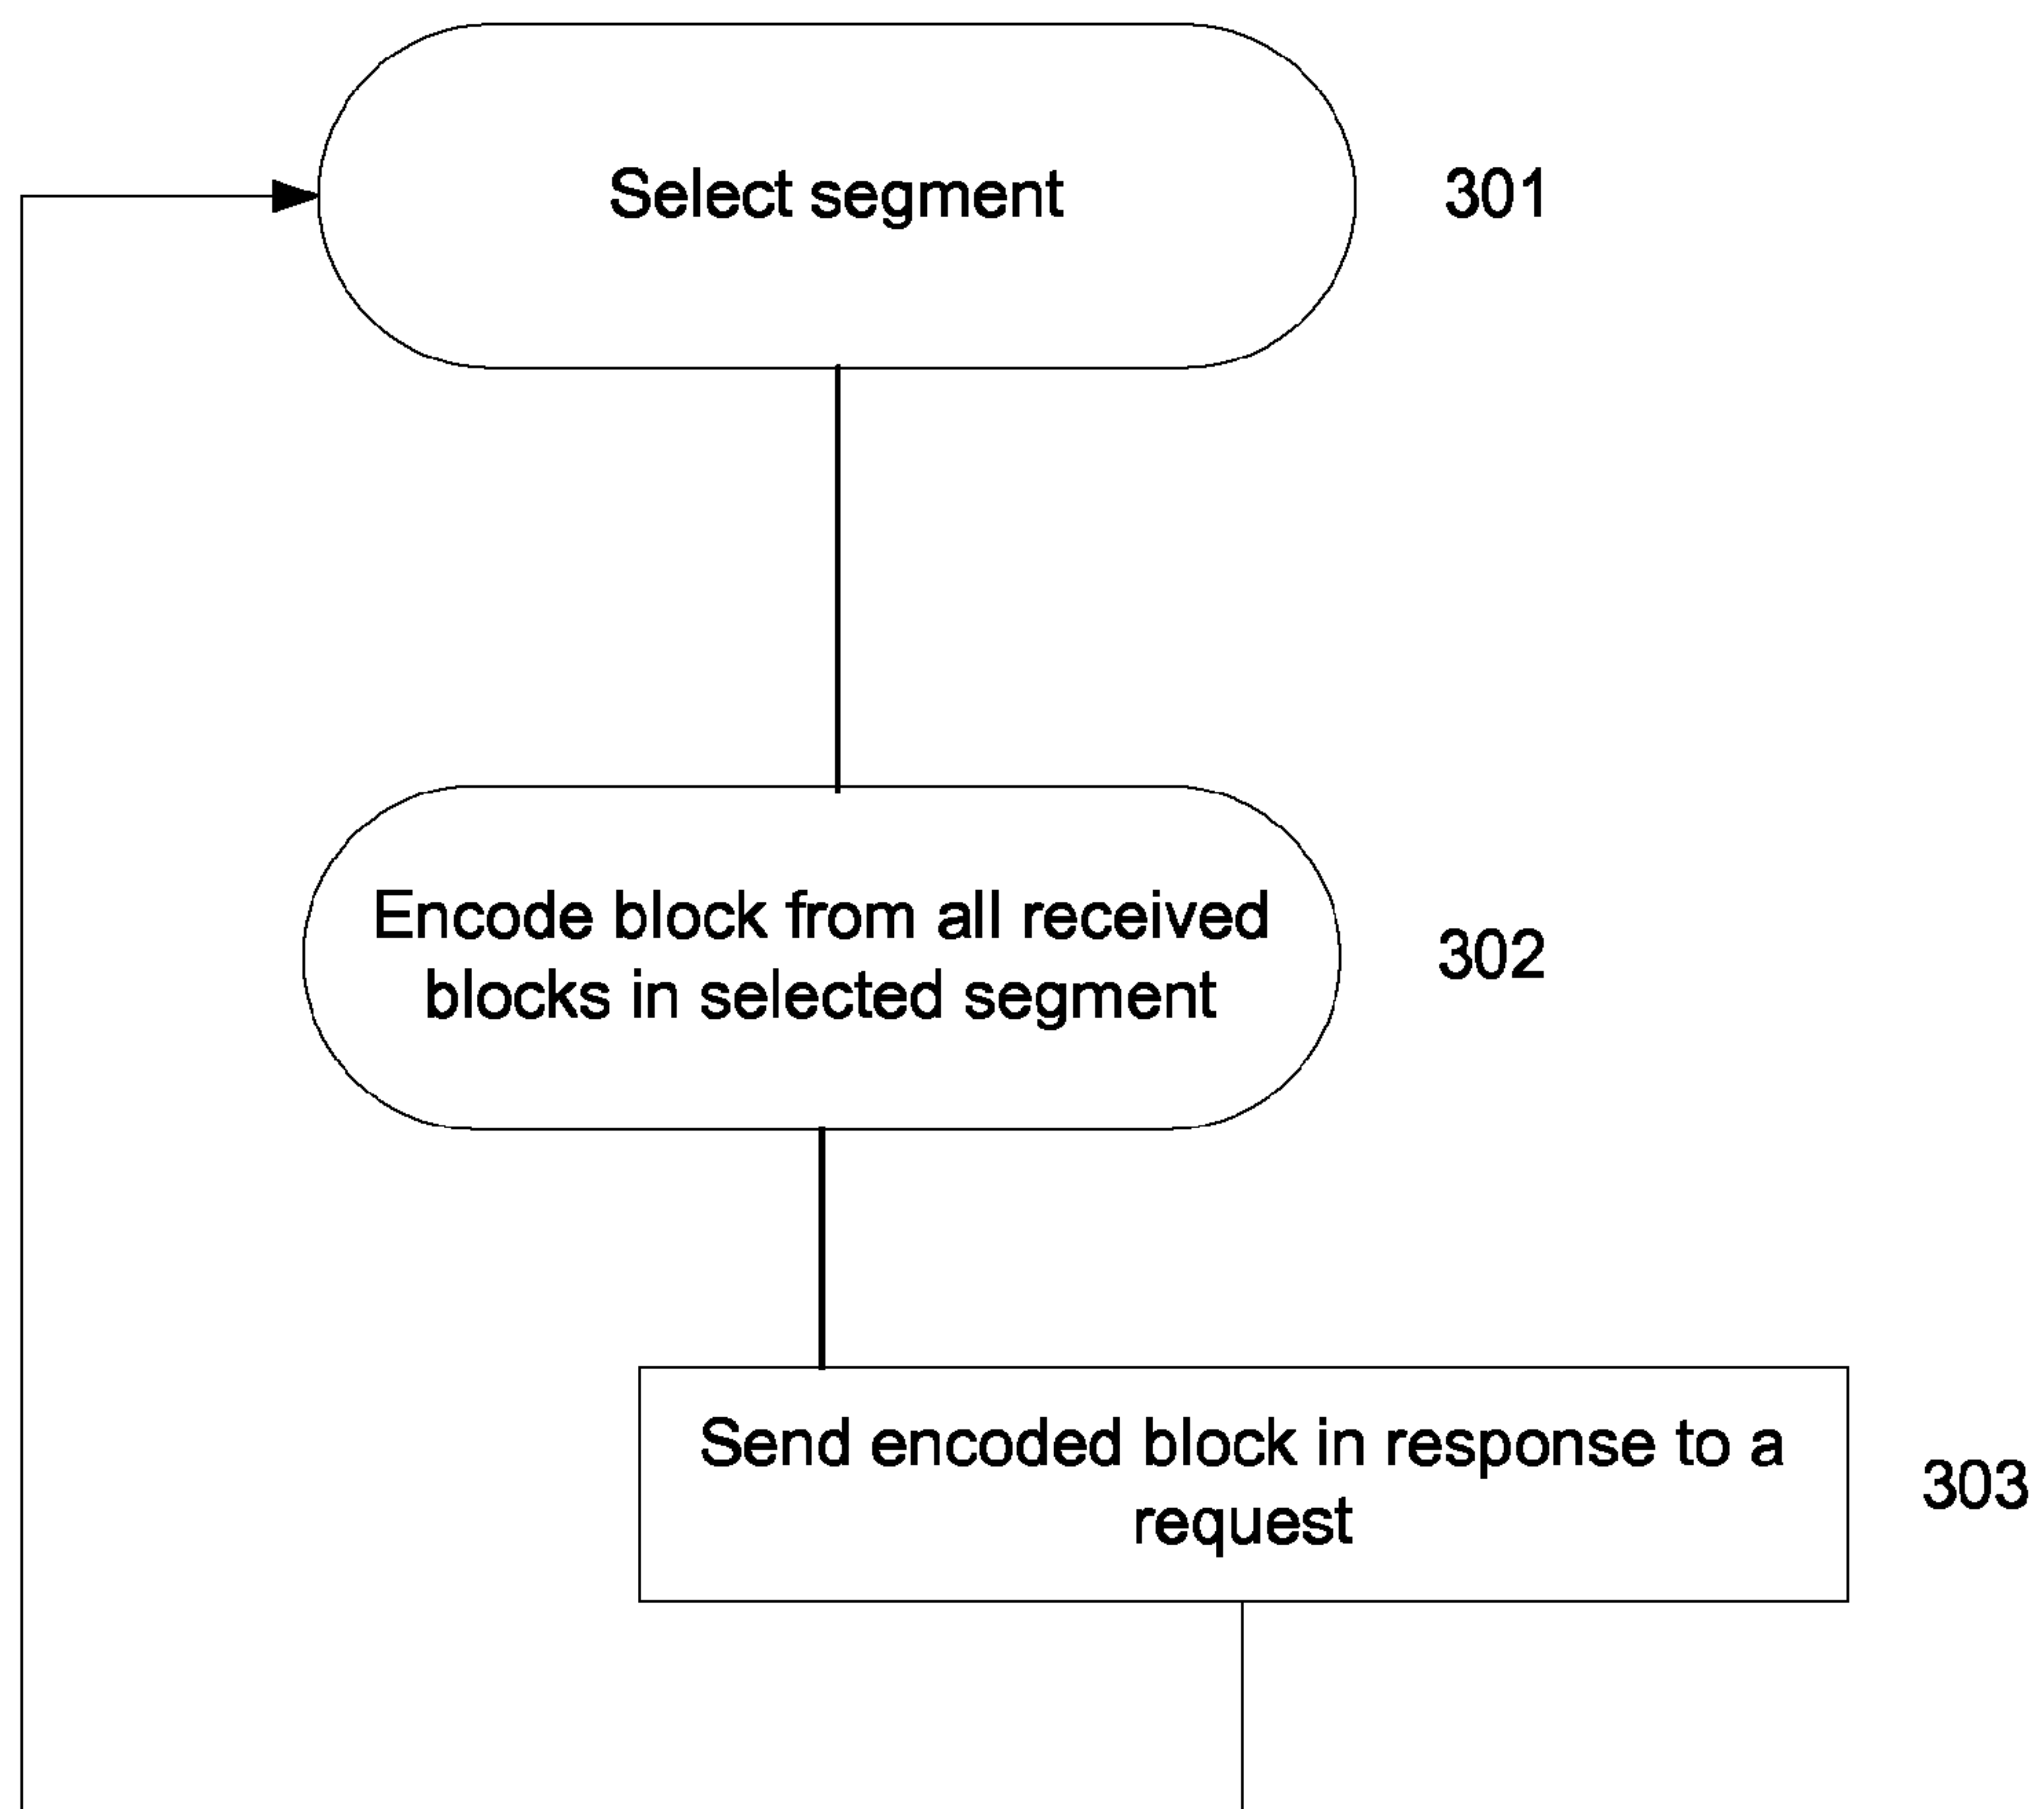 Select segment
301
Encode block from all received
blocks in selected segment
302
Send encoded block in response to a
request
303